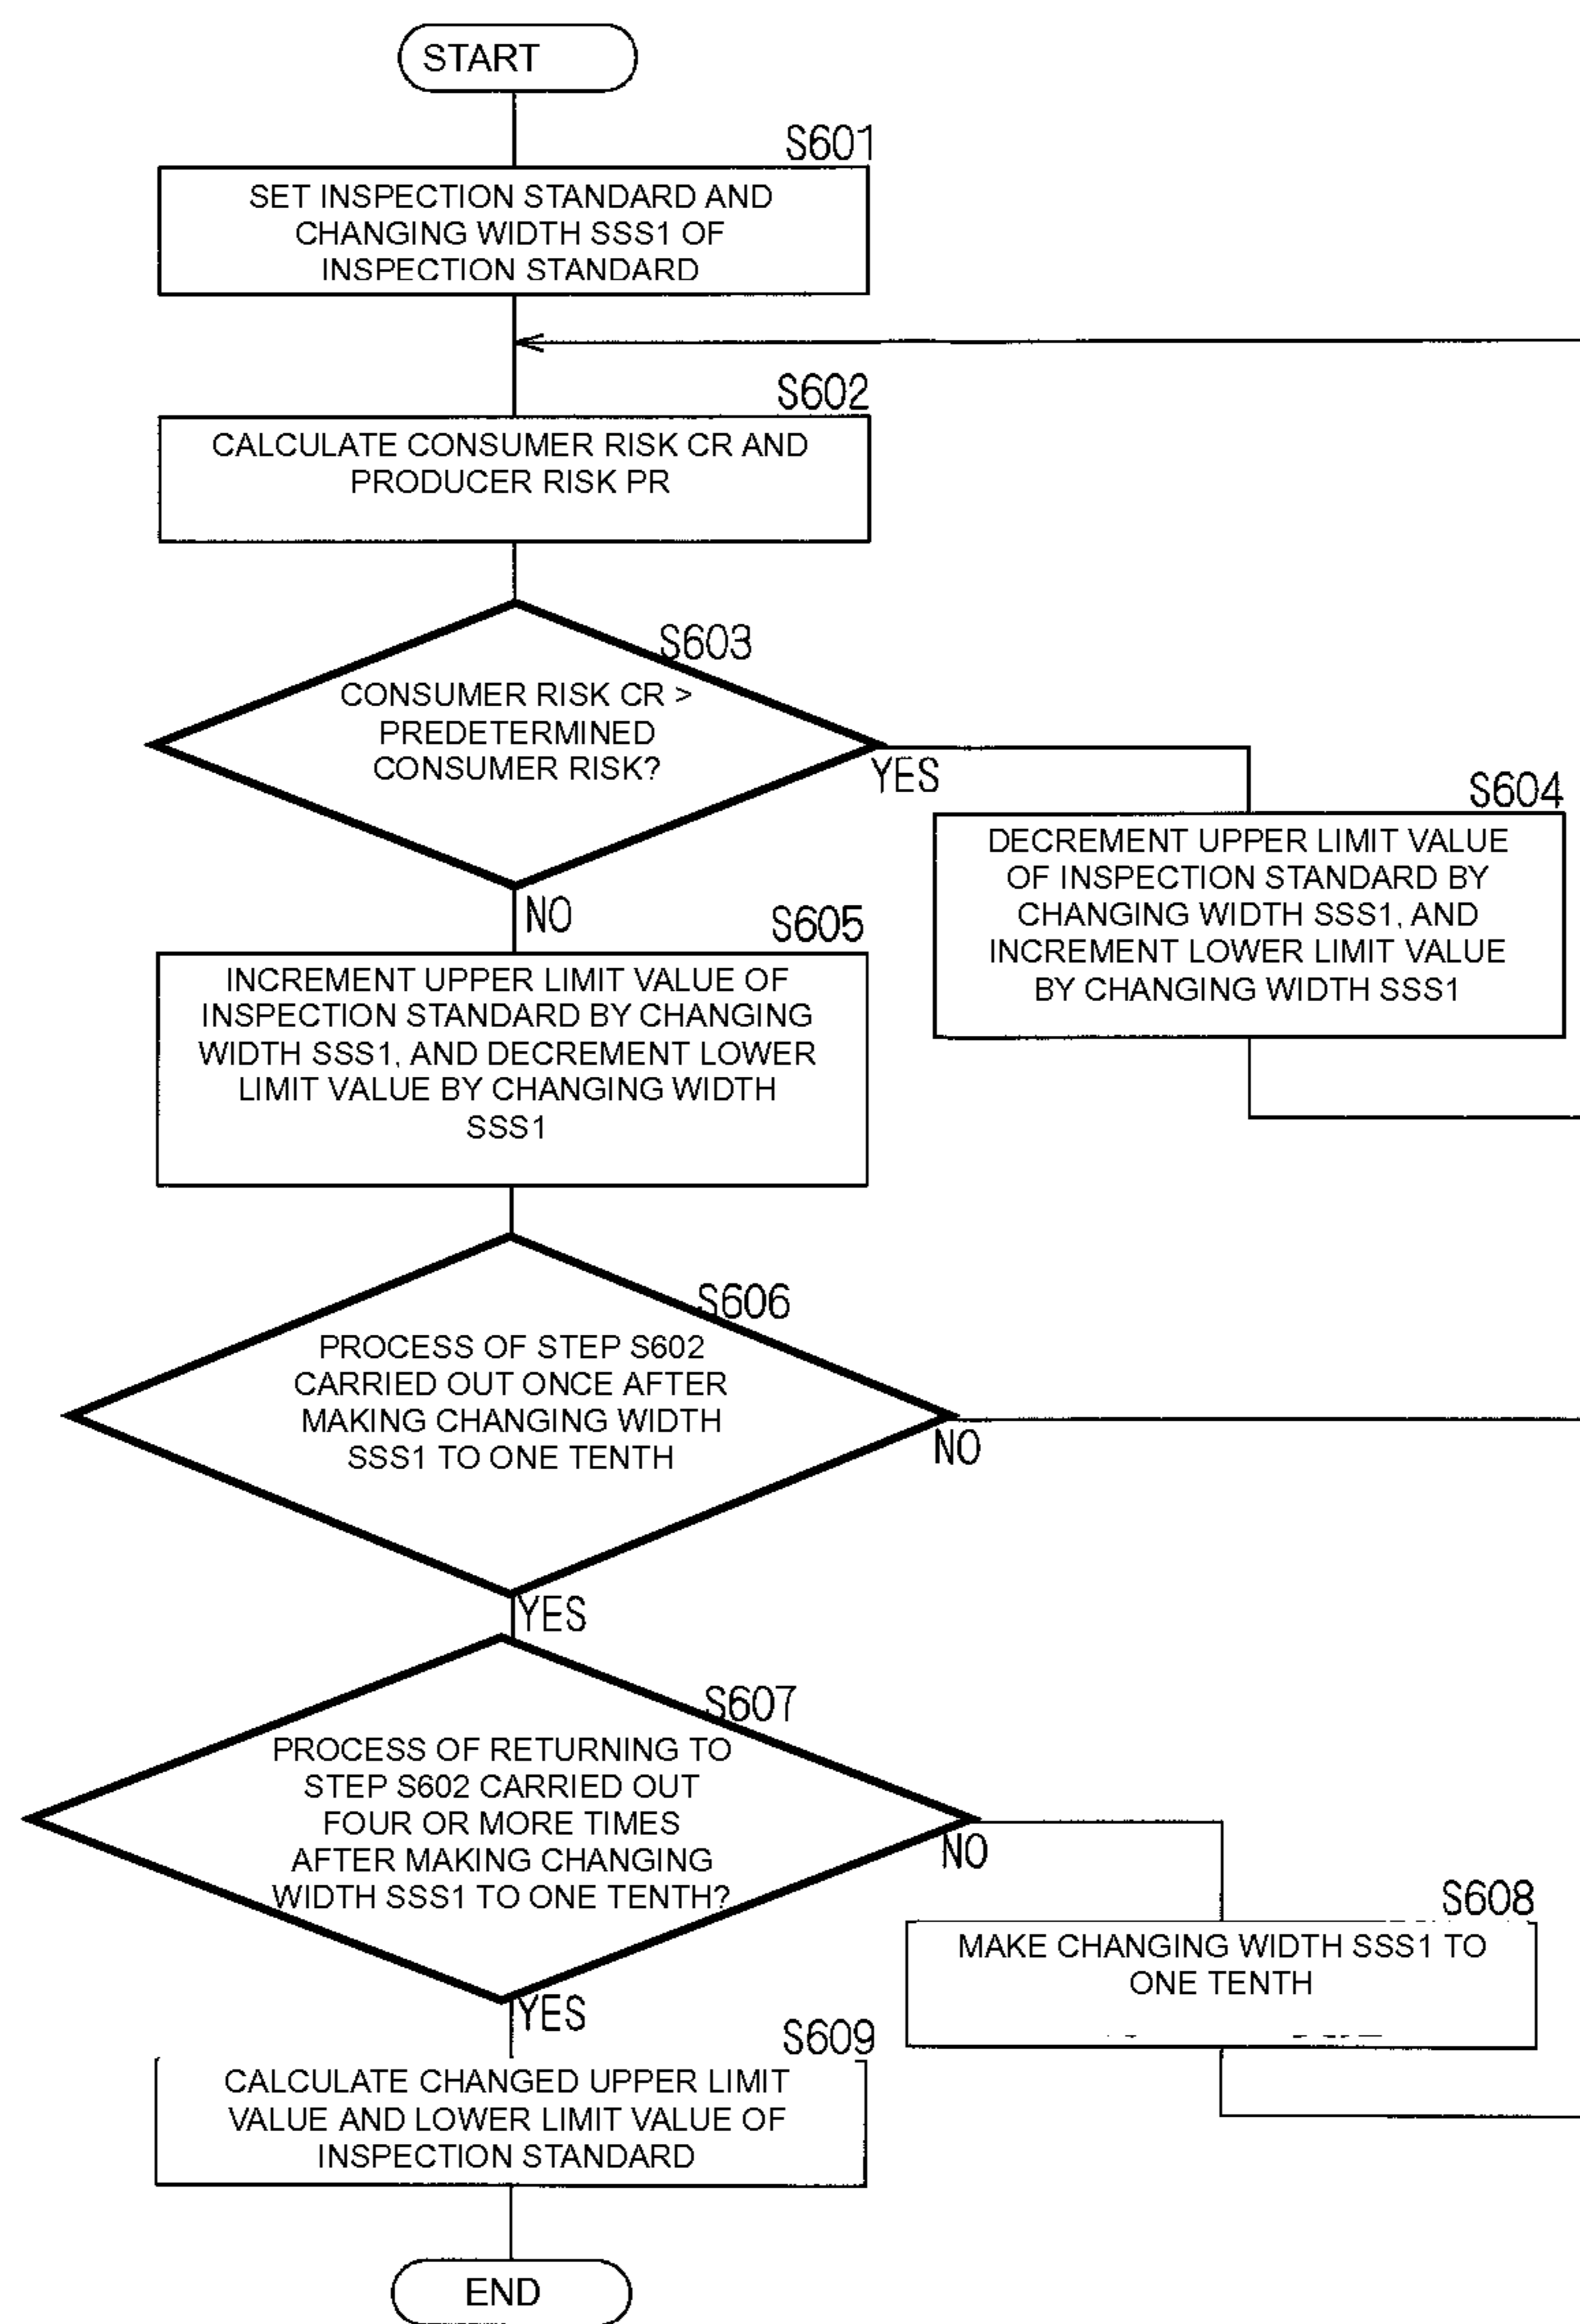 START
S601
SET INSPECTION STANDARD AND
CHANGING WIDTH SSS1 OF
INSPECTION STANDARD
S602
CALCULATE CONSUMER RISK CR AND
PRODUCER RISK PR
S603
CONSUMER RISK CR >
PREDETERMINED
CONSUMER RISK?
YES
S604
DECREMENT UPPER LIMIT VALUE
OF INSPECTION STANDARD BY
CHANGING WIDTH SSS1, AND
INCREMENT LOWER LIMIT VALUE
BY CHANGING WIDTH SSS1
NO
S605
INCREMENT UPPER LIMIT VALUE OF
INSPECTION STANDARD BY CHANGING
WIDTH SSS1, AND DECREMENT LOWER
LIMIT VALUE BY CHANGING WIDTH
SSS1
S606
PROCESS OF STEP S602
CARRIED OUT ONCE AFTER
MAKING CHANGING WIDTH
SSS1 TO ONE TENTH
NO
YES
S607
PROCESS OF RETURNING TO
STEP S602 CARRIED OUT
FOUR OR MORE TIMES
AFTER MAKING CHANGING
WIDTH SSS1 TO ONE TENTH?
NO
S608
MAKE CHANGING WIDTH SSS1 TO
ONE TENTH
YES
S609
CALCULATE CHANGED UPPER LIMIT
VALUE AND LOWER LIMIT VALUE OF
INSPECTION STANDARD
END